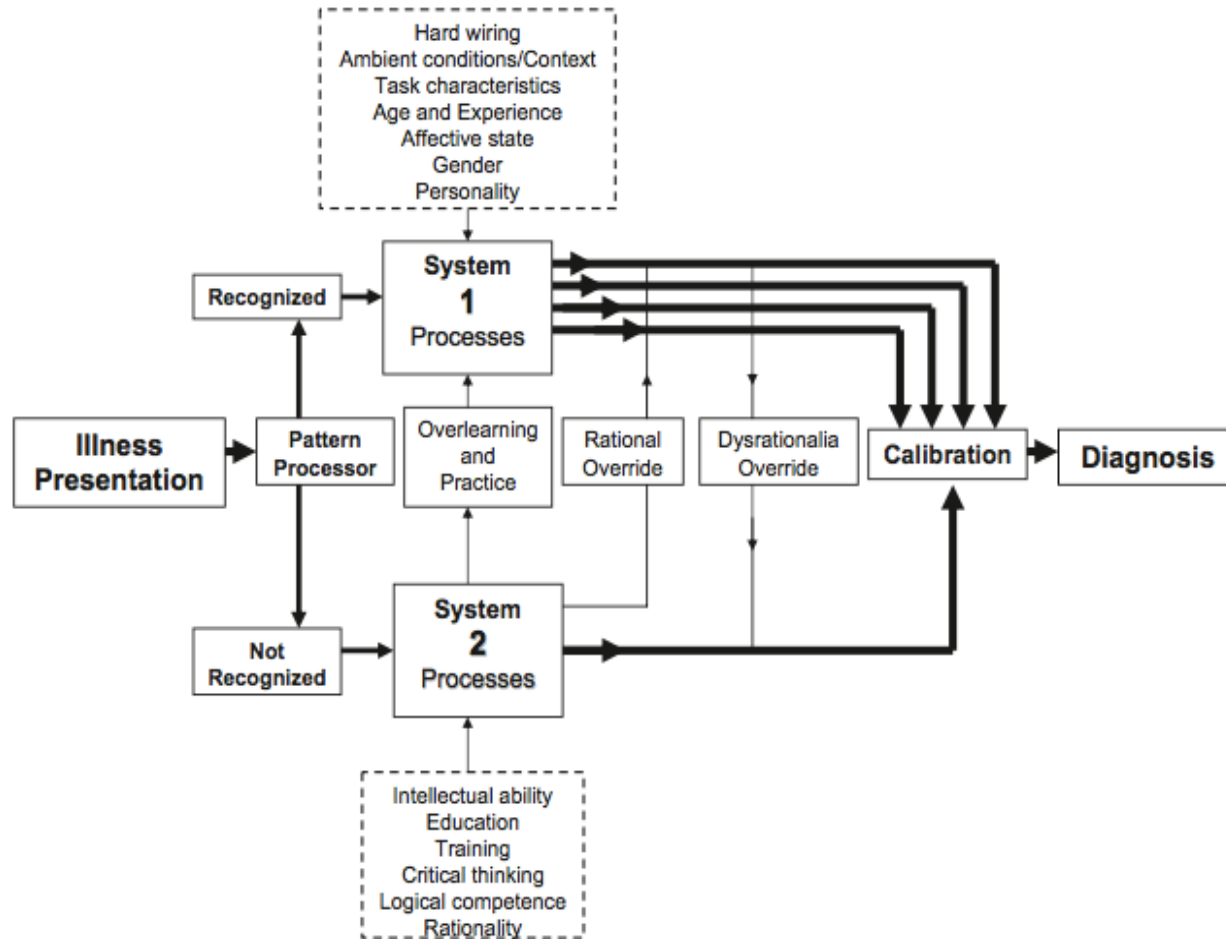 Hard wiring
Ambient conditions/Context
Task characteristics
Age and Experience
Affective state
Gender
Personality
System
1
Processes
Recognized
Illness
Presentation
Pattern
Processor
Overlearning
and
Practice
Rational
Override
Dysrationalia
Override
Calibration
Diagnosis
Not
Recognized
System
2
Processes
Intellectual ability
Education
Training
Critical thinking
Logical competence
Rationality